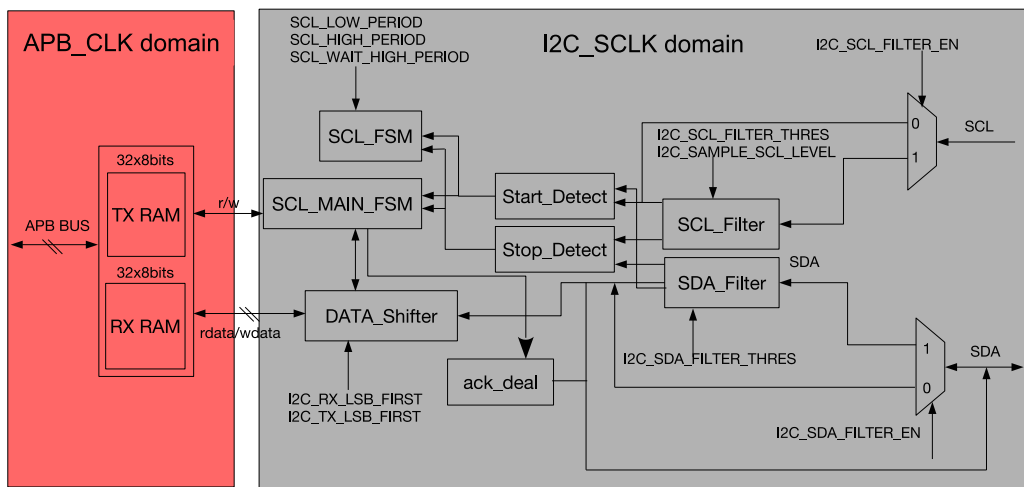 APB_CLK domain
32x8bits
TX RAM
APB BUS
32x8bits
RX RAM
r/w
rdata/wdata
I2C_SCLK domain
SCL_LOW_PERIOD
SCL_HIGH_PERIOD
SCL_WAIT_HIGH_PERIOD
SCL_FSM
SCL_MAIN_FSM
DATA_Shifter
I2C_RX_LSB_FIRST
I2C_TX_LSB_FIRST
ack_deal
Start_Detect
Stop_Detect
I2C_SCL_FILTER_THRES
I2C_SAMPLE_SCL_LEVEL
SCL_Filter
SDA
SDA_Filter
I2C_SDA_FILTER_THRES
I2C_SCL_FILTER_EN
0
1
SCL
1
0
SDA
I2C_SDA_FILTER_EN